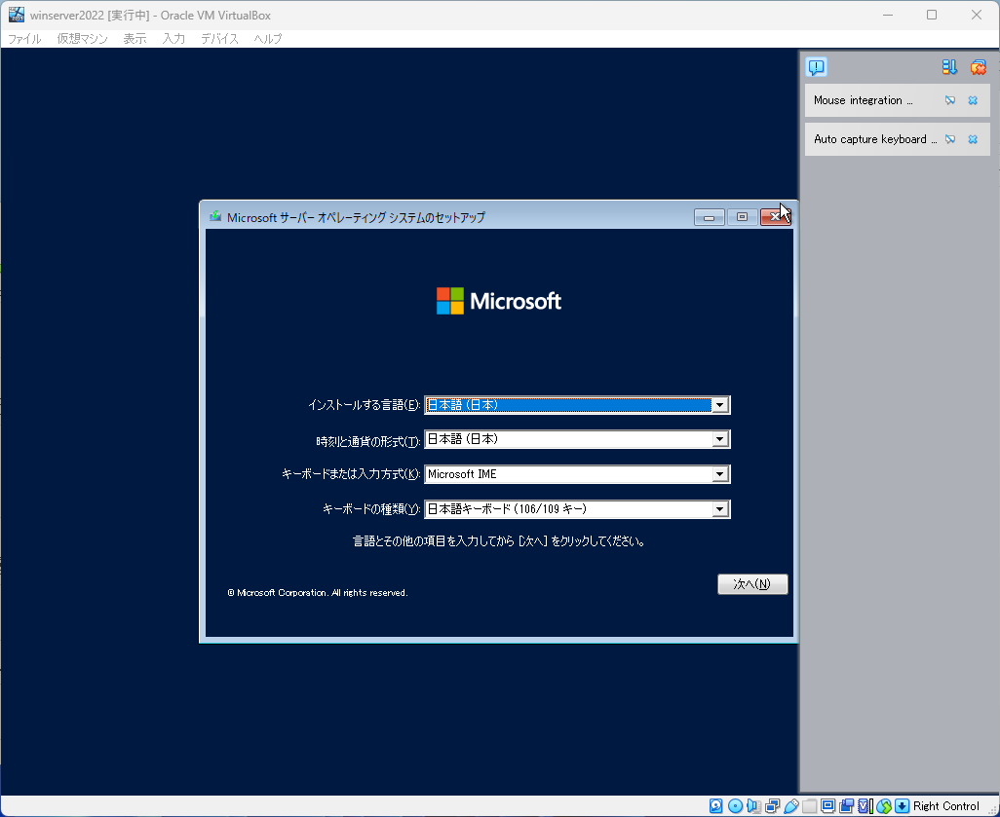 winserver2022 [実行中] - Oracle VM VirtualBox
ファイル 仮想マシン 表示 入力 デバイス ヘルプ
Mouse integration ...
Auto capture keyboard ...
Microsoft サーバー オペレーティング システムのセットアップ
Microsoft
インストールする言語(E): 日本語 (日本)
時刻と通貨の形式(T): 日本語 (日本)
キーボードまたは入力方式(K): Microsoft IME
キーボードの種類(Y): 日本語キーボード (106/109 キー)
言語とその他の項目を入力してから [次へ] をクリックしてください。
次へ(N)
© Microsoft Corporation. All rights reserved.
Right Control